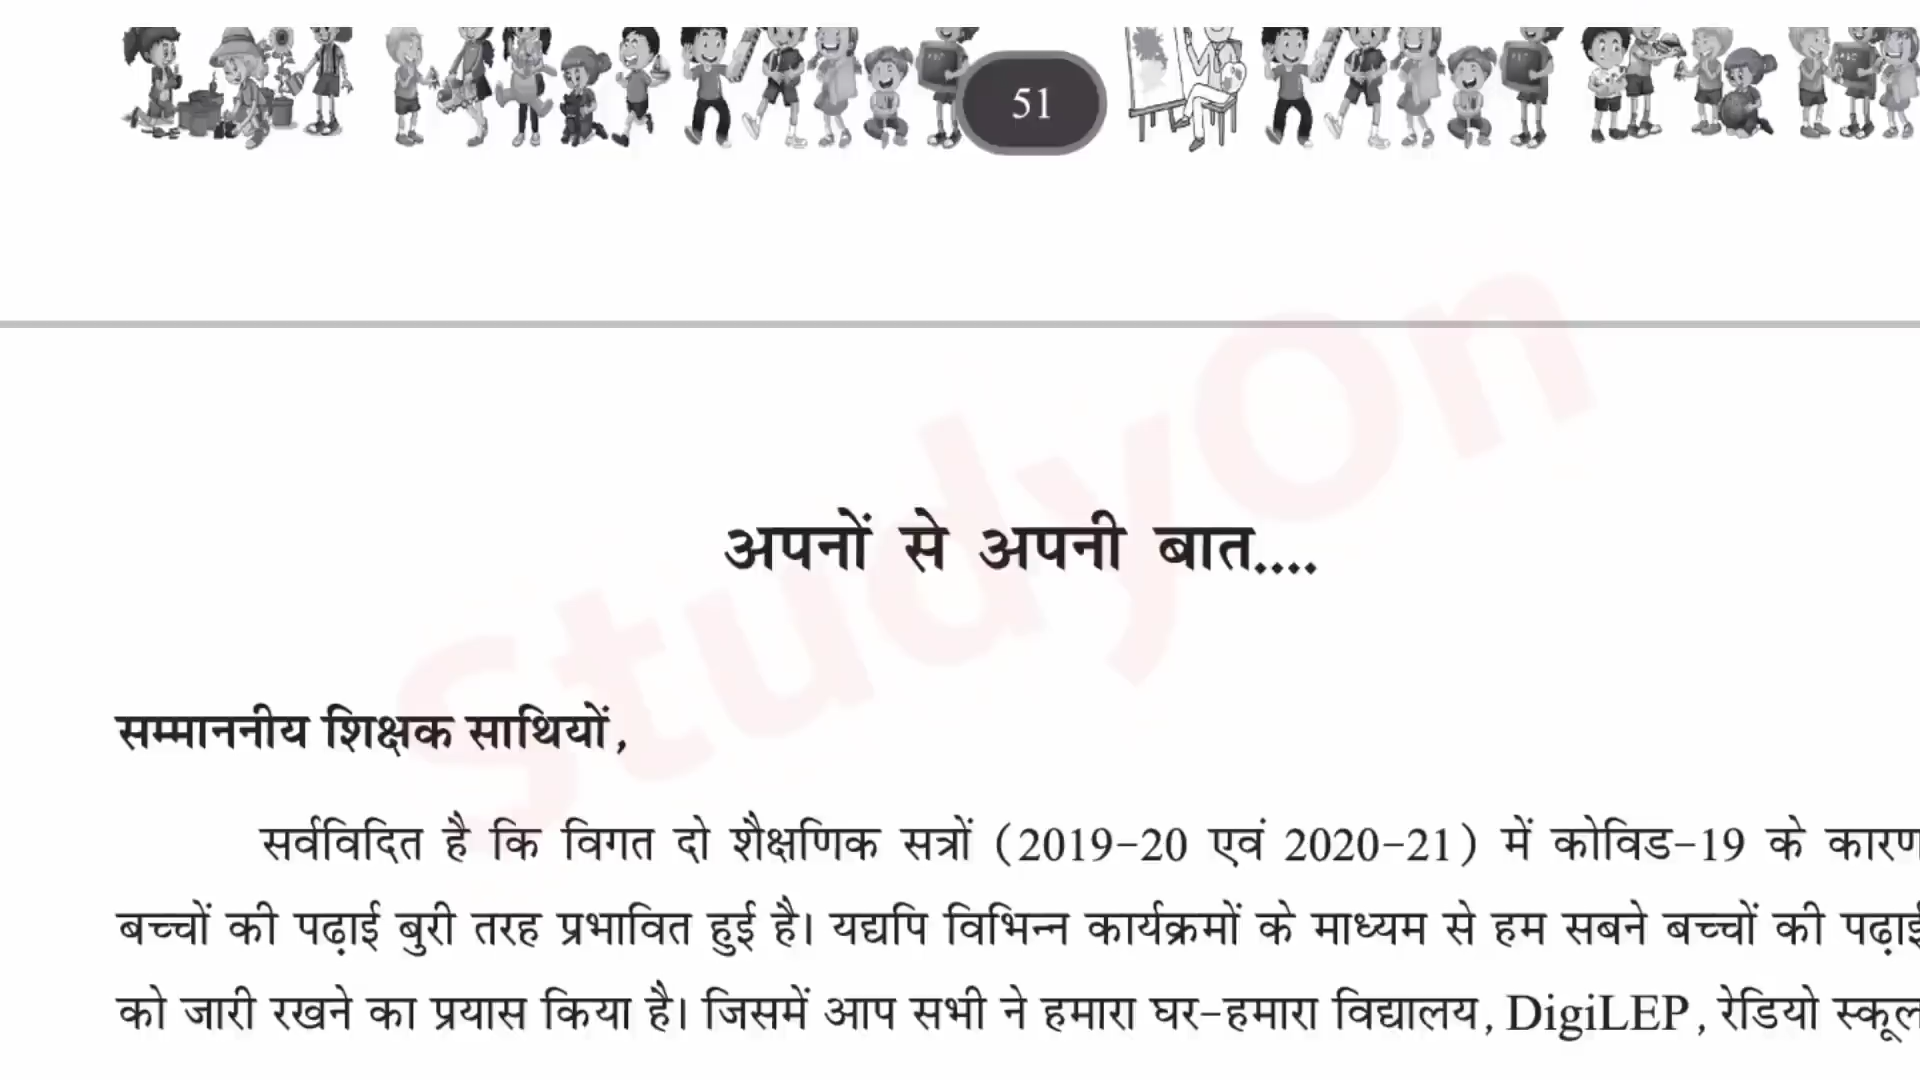 51
अपनों से अपनी बात....
StudyOn
सम्माननीय शिक्षक साथियों,
सर्वविदित है कि विगत दो शैक्षणिक सत्रों (2019-20 एवं 2020-21) में कोविड-19 के कारण
बच्चों की पढ़ाई बुरी तरह प्रभावित हुई है। यद्यपि विभिन्न कार्यक्रमों के माध्यम से हम सबने बच्चों की पढ़ाई
को जारी रखने का प्रयास किया है। जिसमें आप सभी ने हमारा घर-हमारा विद्यालय, DigiLEP, रेडियो स्कूल